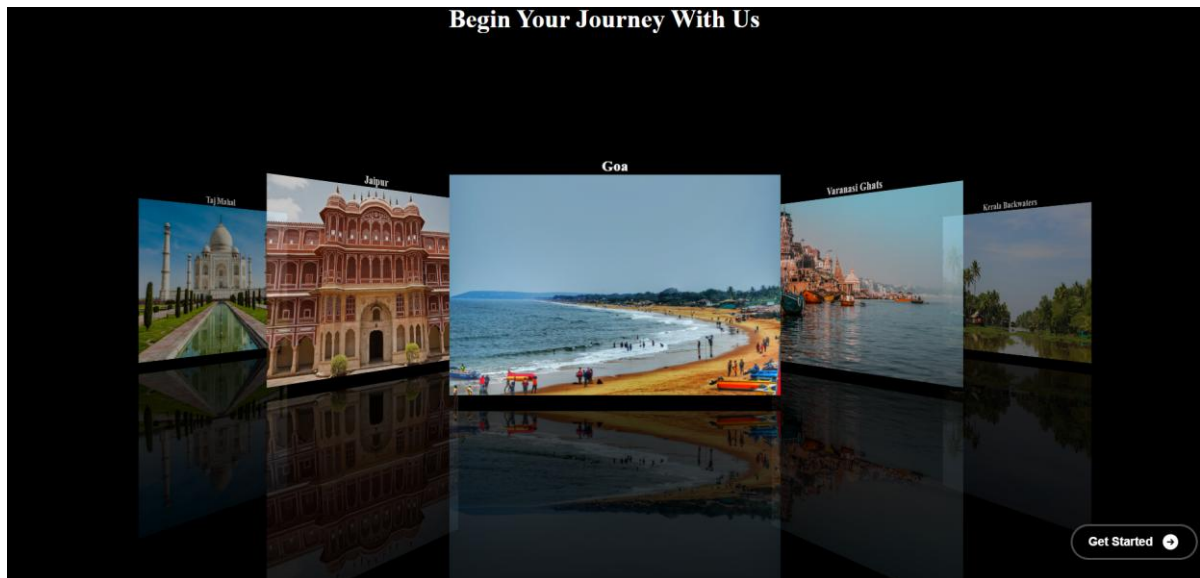 Begin Your Journey With Us
Taj Mahal
Jaipur
Goa
Varanasi Ghats
Kerala Backwaters
Get Started